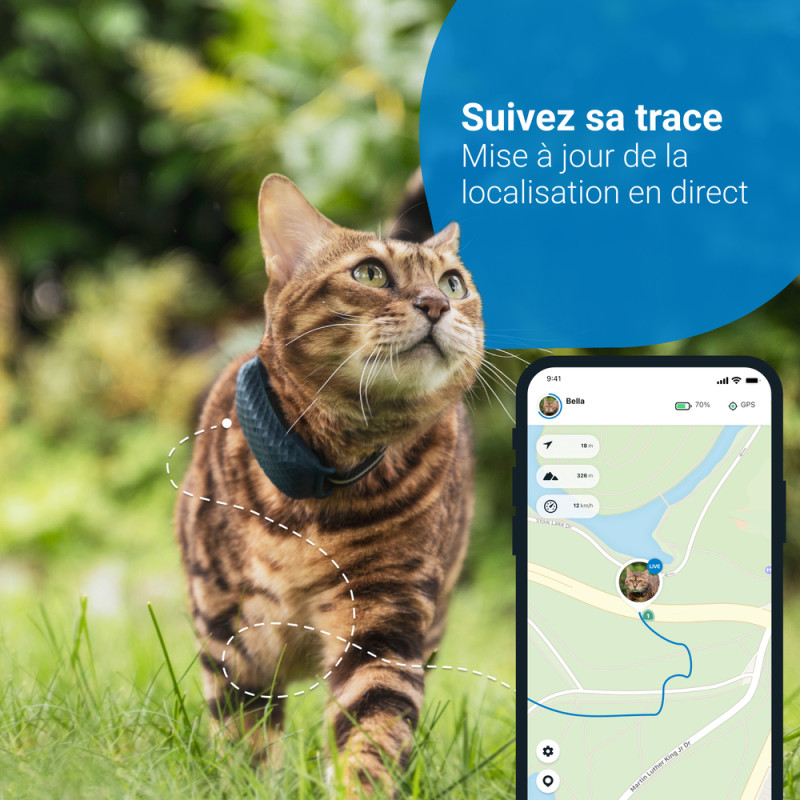 Suivez sa trace
Mise à jour de la
localisation en direct
9:41
Bella
70%
GPS
18 m
326 m
12 km/h
LIVE
1
Martin Luther King Jr Dr